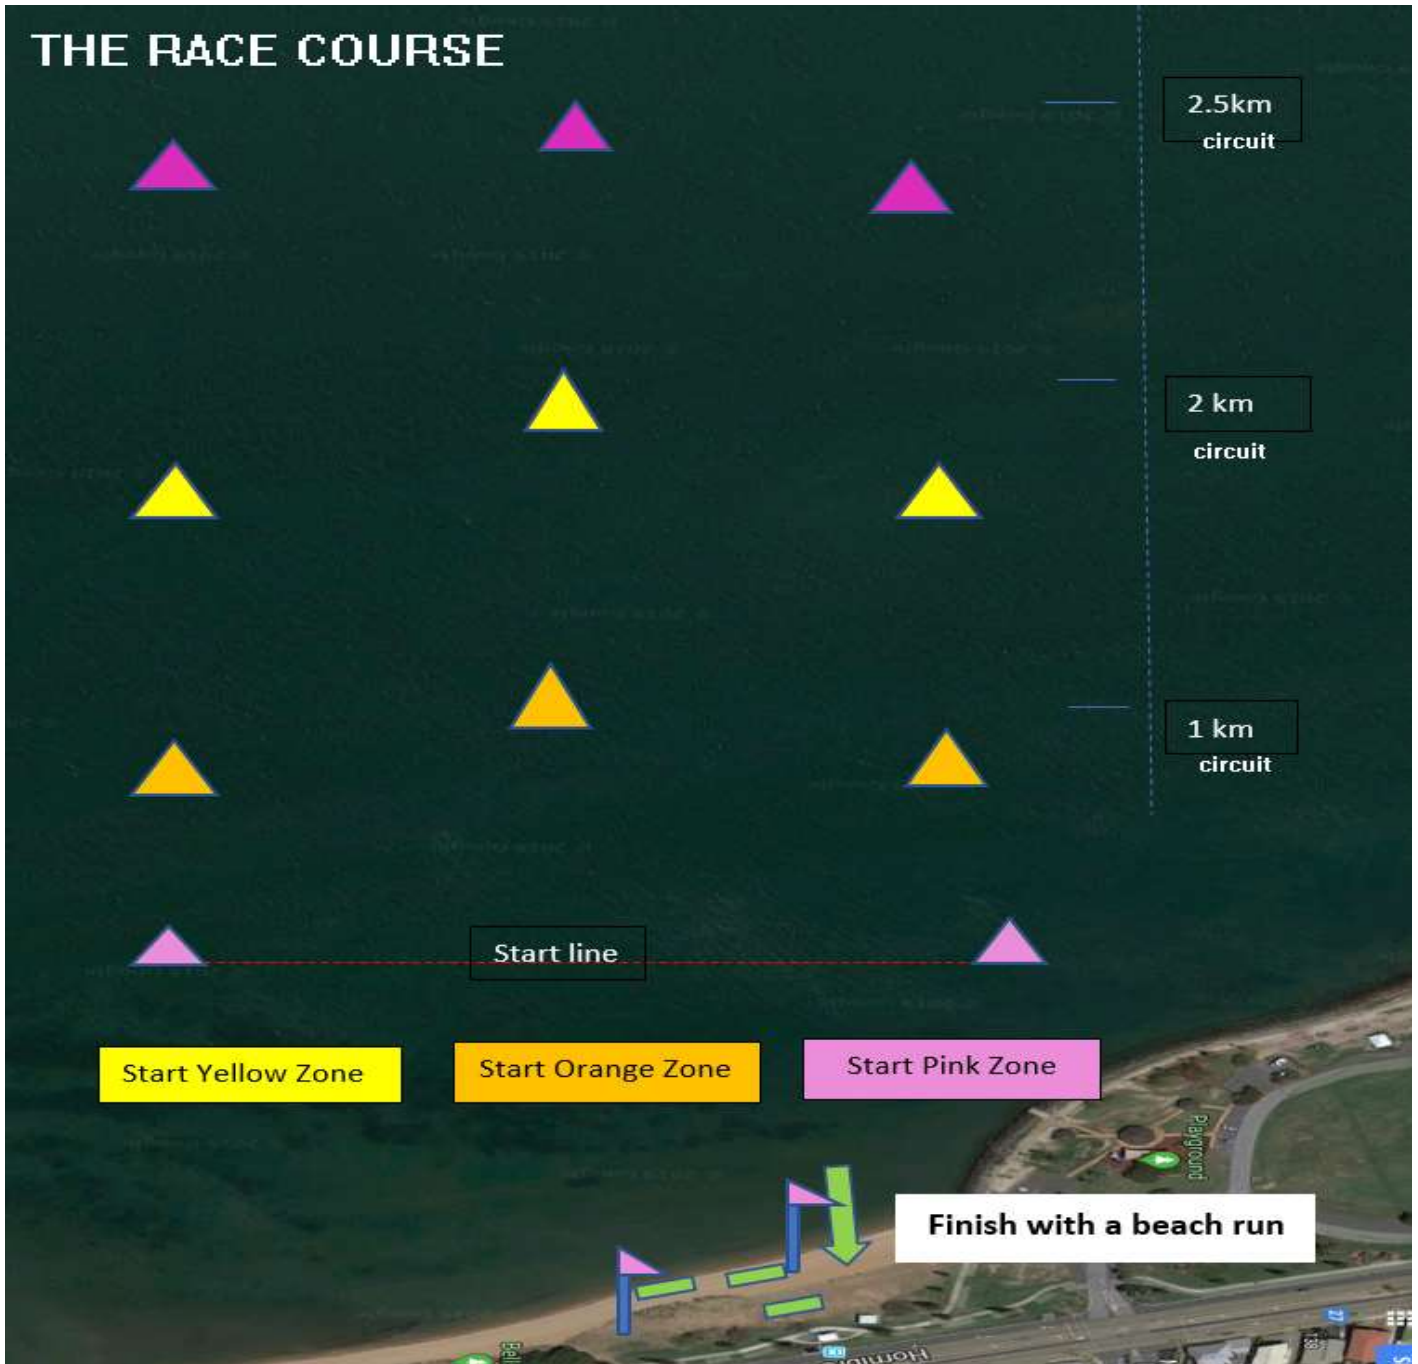 THE RACE COURSE
2.5km
circuit
2 km
circuit
1 km
circuit
Start line
Start Yellow Zone
Start Orange Zone
Start Pink Zone
Playground
Finish with a beach run
27